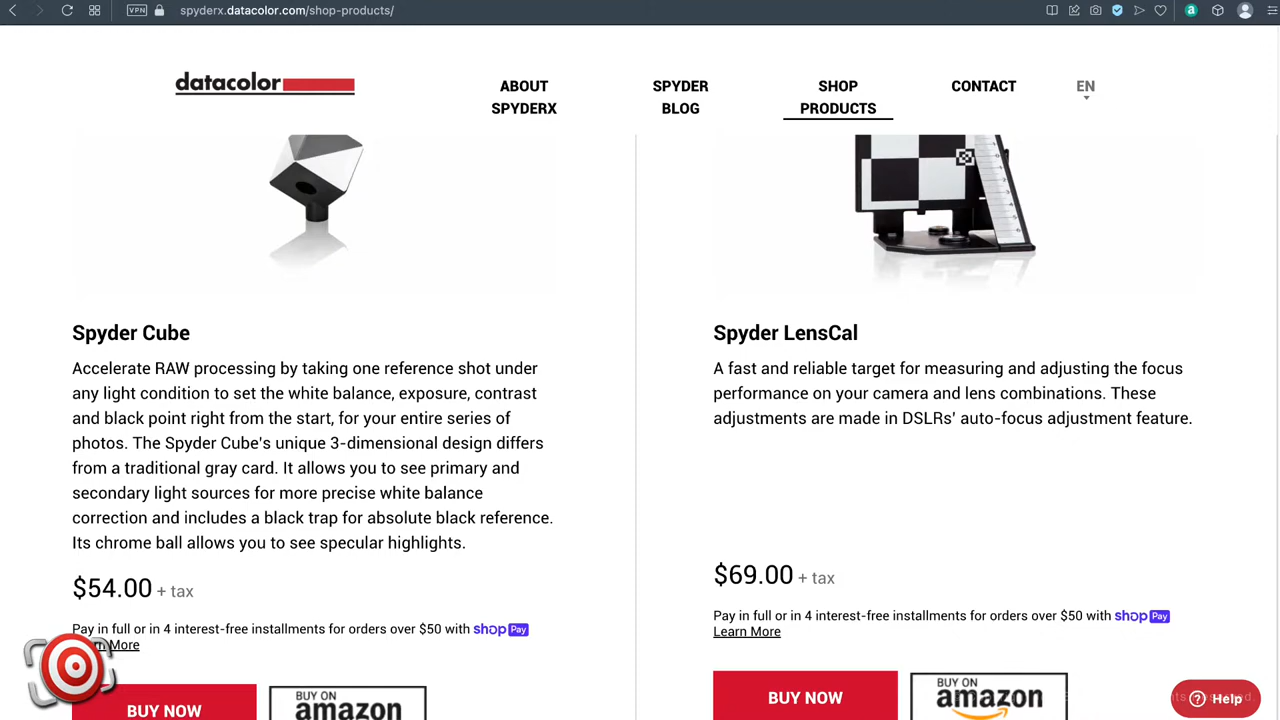 VPN
spyderx.datacolor.com/shop-products/
datacolor
ABOUT
SPYDERX
SPYDER
BLOG
SHOP
PRODUCTS
CONTACT
EN
Spyder Cube
Accelerate RAW processing by taking one reference shot under
any light condition to set the white balance, exposure, contrast
and black point right from the start, for your entire series of
photos. The Spyder Cube's unique 3-dimensional design differs
from a traditional gray card. It allows you to see primary and
secondary light sources for more precise white balance
correction and includes a black trap for absolute black reference.
Its chrome ball allows you to see specular highlights.
$54.00 + tax
Pay in full or in 4 interest-free installments for orders over $50 with shop Pay
More
BUY NOW
BUY ON
amazon
Spyder LensCal
A fast and reliable target for measuring and adjusting the focus
performance on your camera and lens combinations. These
adjustments are made in DSLRs' auto-focus adjustment feature.
$69.00 + tax
Pay in full or in 4 interest-free installments for orders over $50 with shop Pay
Learn More
BUY NOW
BUY ON
amazon
Help